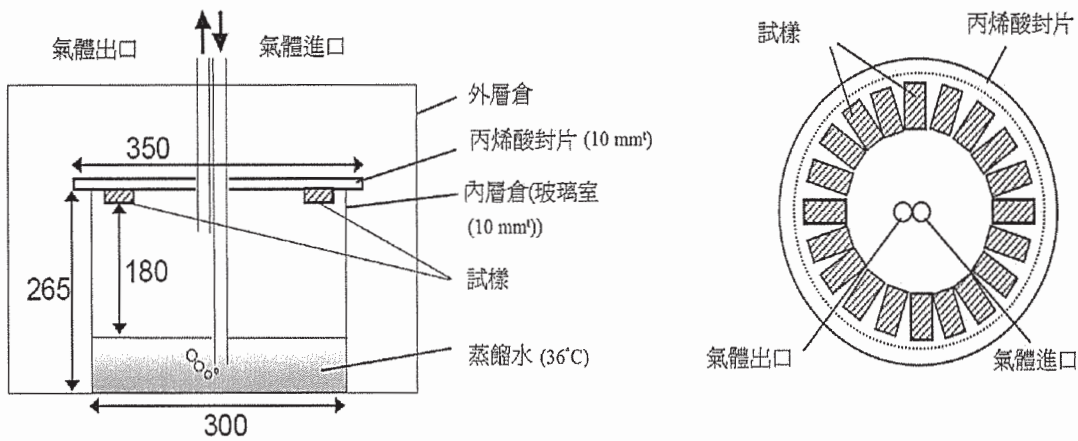 氣體出口
氣體進口
外層倉
350
丙烯酸封片 (10 mmᵗ)
內層倉(玻璃室
(10 mmᵗ))
265
180
試樣
蒸餾水 (36°C)
300
試樣
丙烯酸封片
氣體出口
氣體進口